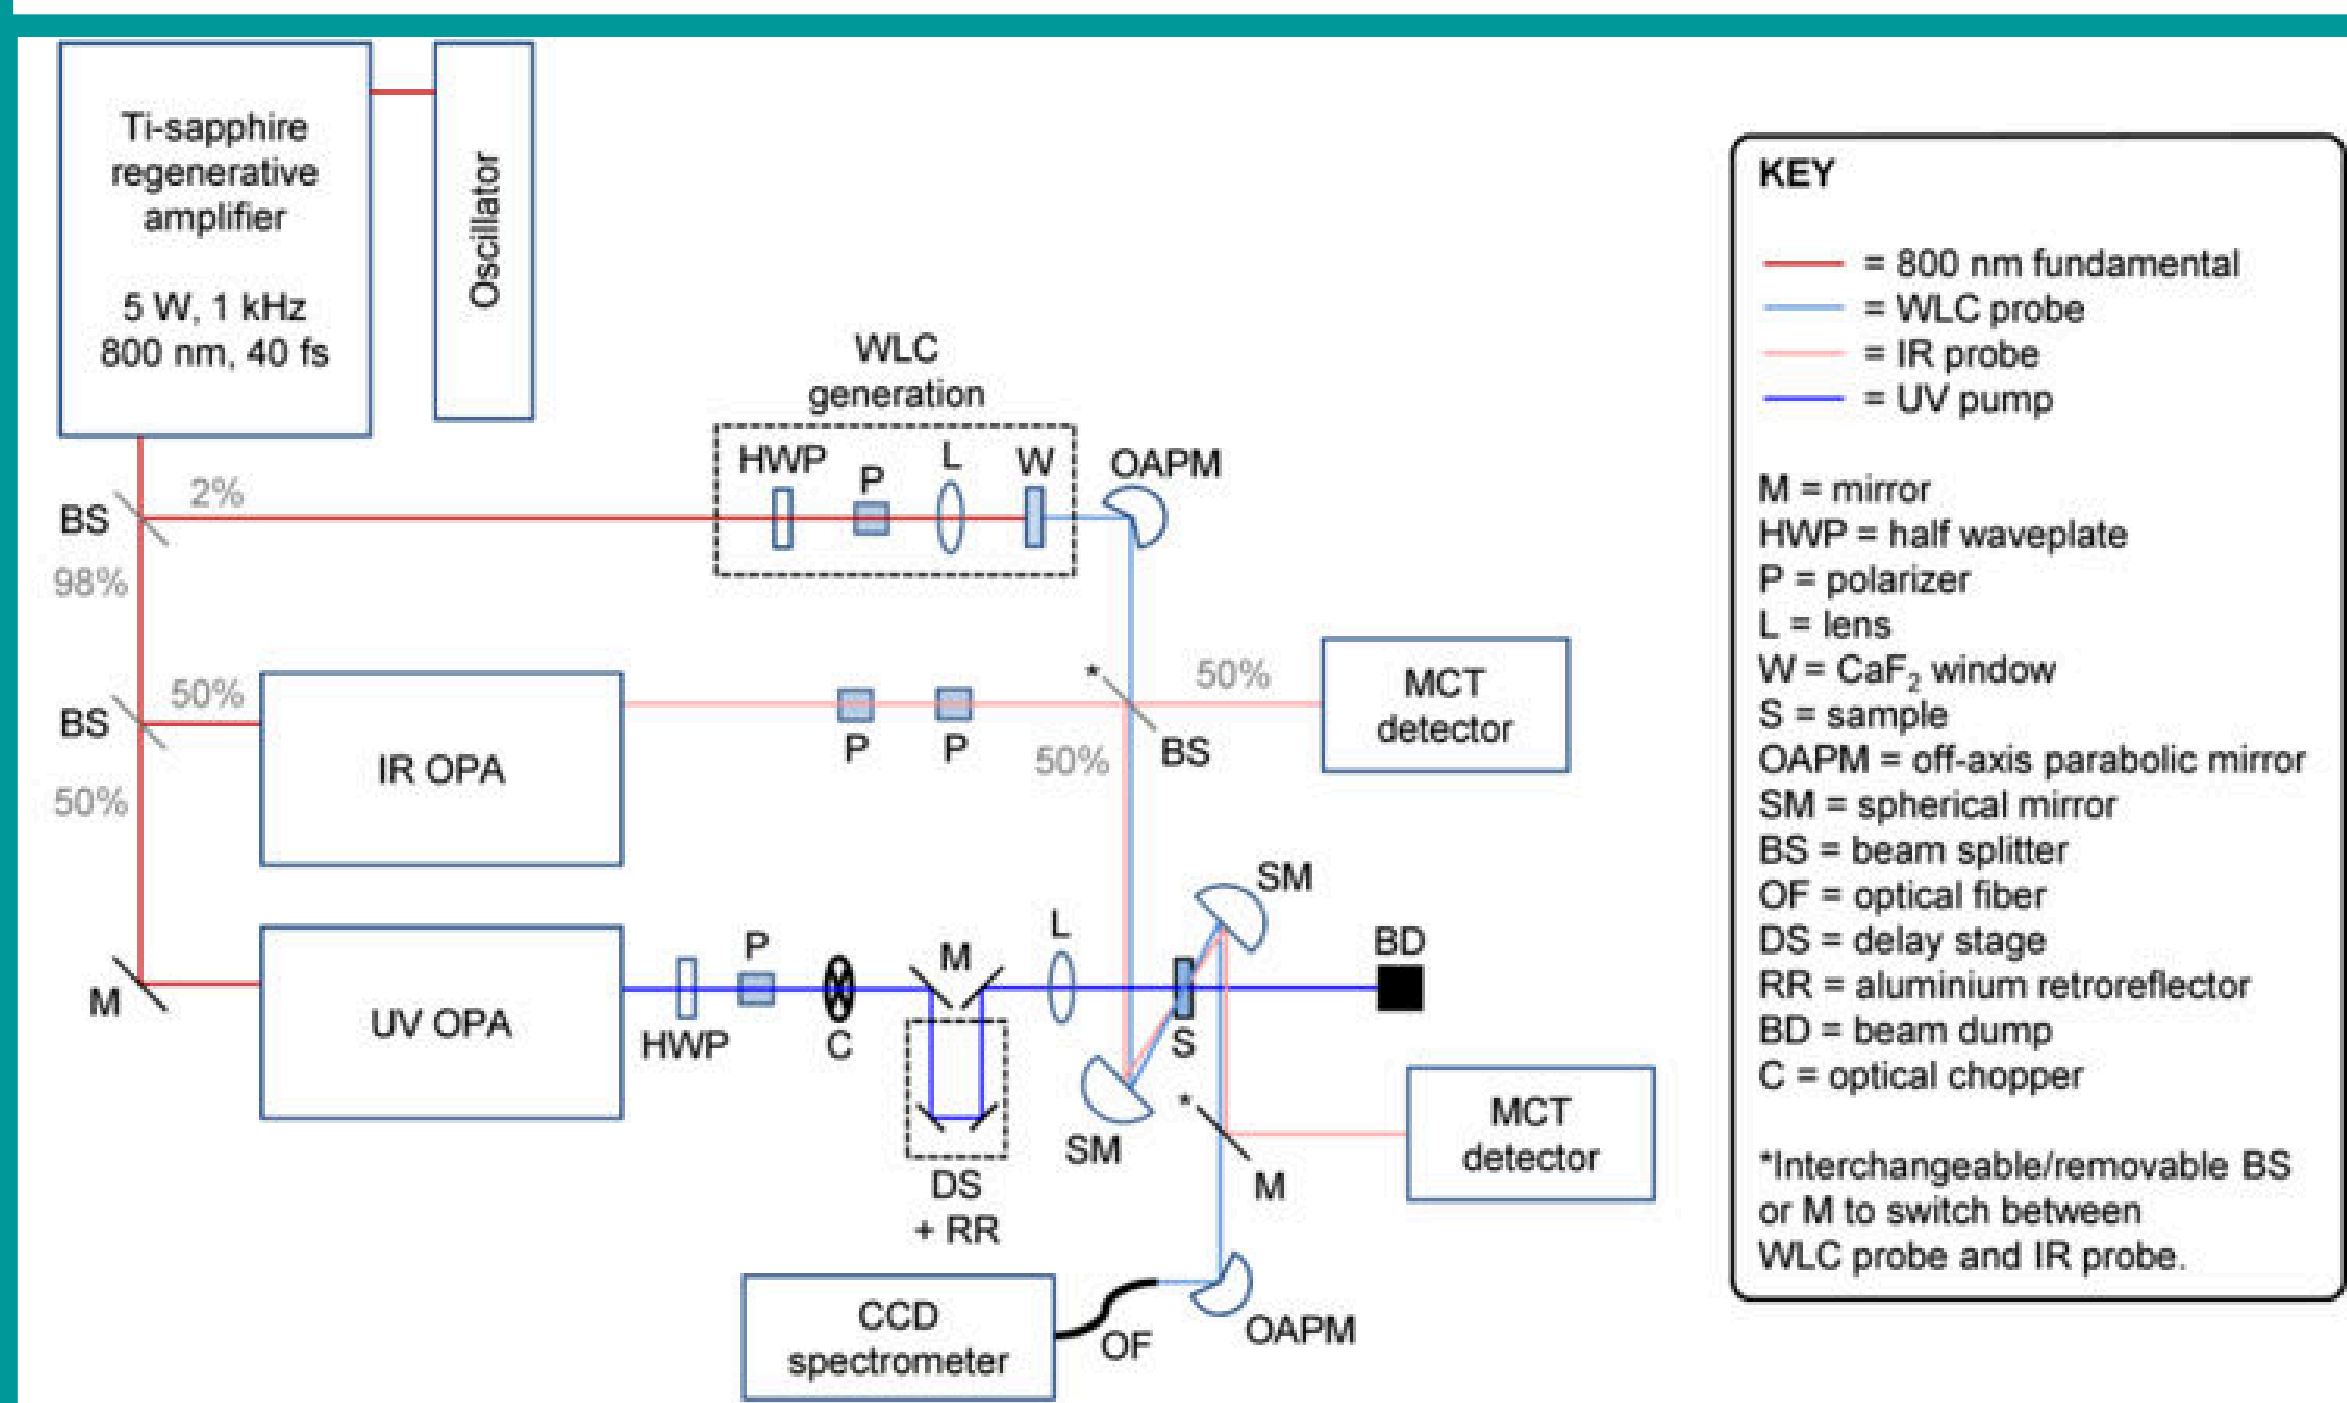 Ti-sapphire
regenerative
amplifier
5 W, 1 kHz
800 nm, 40 fs
Oscillator
WLC
generation
HWP
P
L
W
OAPM
BS
2%
98%
BS
50%
50%
IR OPA
P
P
*
BS
50%
50%
MCT
detector
M
UV OPA
HWP
P
C
M
DS
+ RR
L
S
SM
SM
BD
*
M
MCT
detector
CCD
spectrometer
OF
OAPM
KEY
= 800 nm fundamental
= WLC probe
= IR probe
= UV pump
M = mirror
HWP = half waveplate
P = polarizer
L = lens
W = CaF₂ window
S = sample
OAPM = off-axis parabolic mirror
SM = spherical mirror
BS = beam splitter
OF = optical fiber
DS = delay stage
RR = aluminium retroreflector
BD = beam dump
C = optical chopper
*Interchangeable/removable BS
or M to switch between
WLC probe and IR probe.